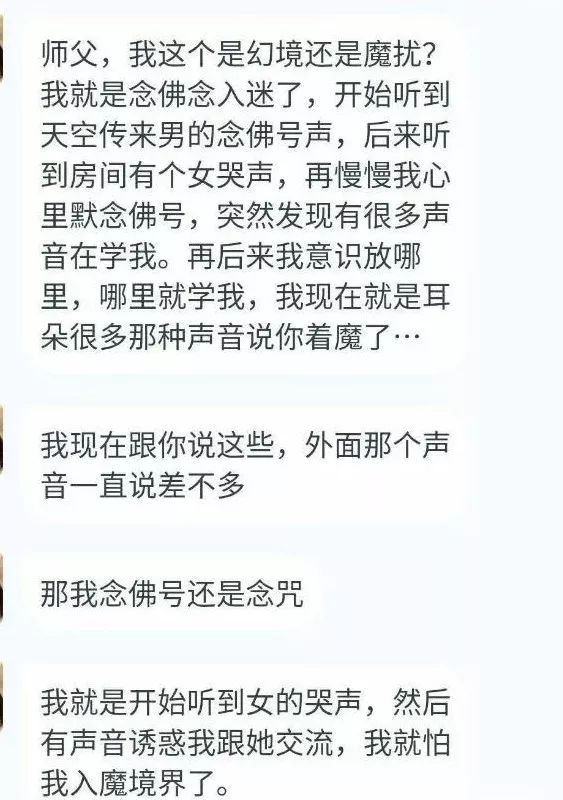 师父，我这个是幻境还是魔扰？
我就是念佛念入迷了，开始听到
天空传来男的念佛号声，后来听
到房间有个女哭声，再慢慢我心
里默念佛号，突然发现有很多声
音在学我。再后来我意识放哪
里，哪里就学我，我现在就是耳
朵很多那种声音说你着魔了…
我现在跟你说这些，外面那个声
音一直说差不多
那我念佛号还是念咒
我就是开始听到女的哭声，然后
有声音诱惑我跟她交流，我就怕
我入魔境界了。